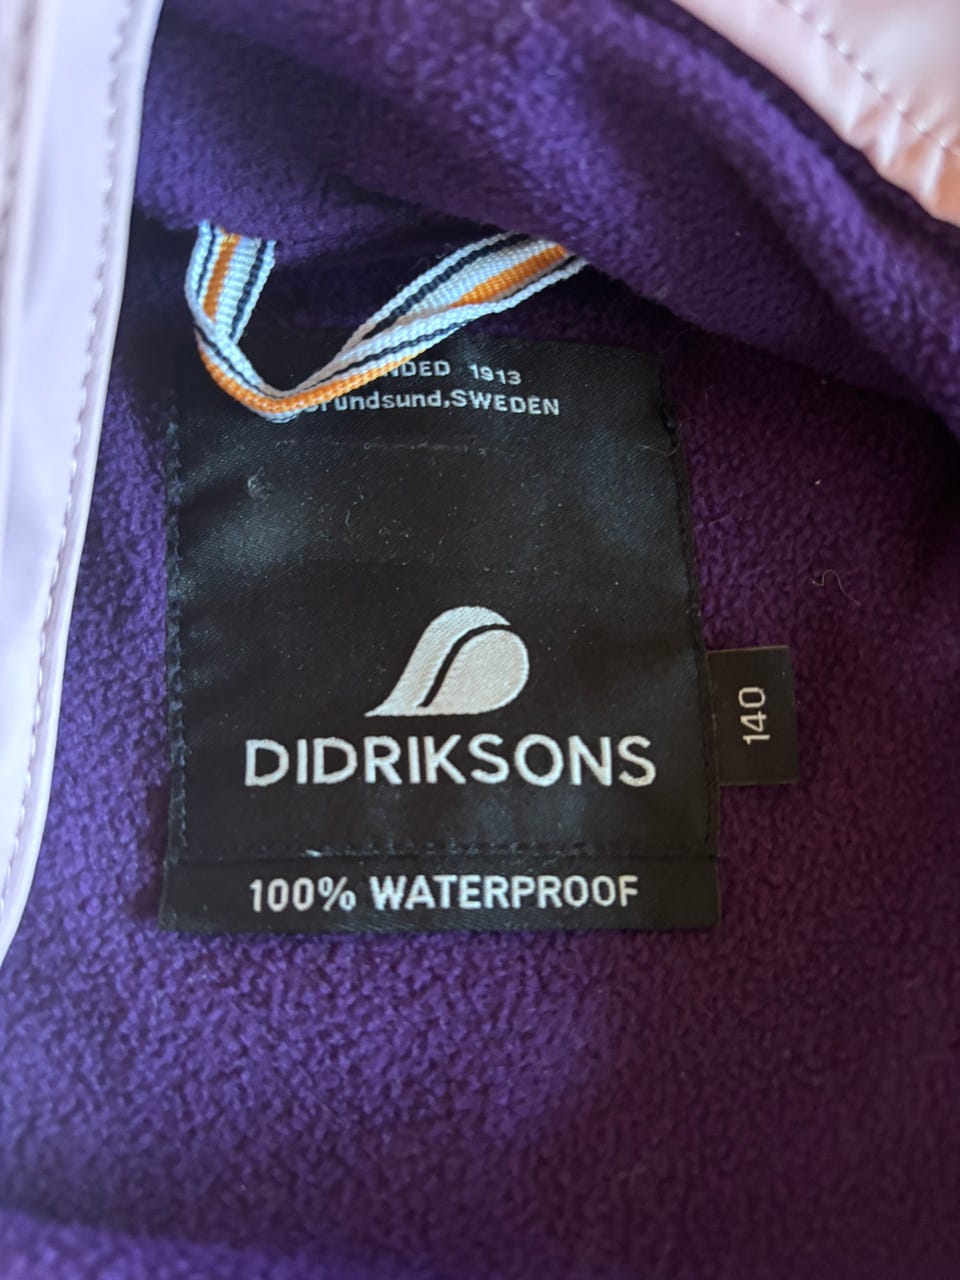 1913
SWEDEN
DIDRIKSONS
140
100% WATERPROOF